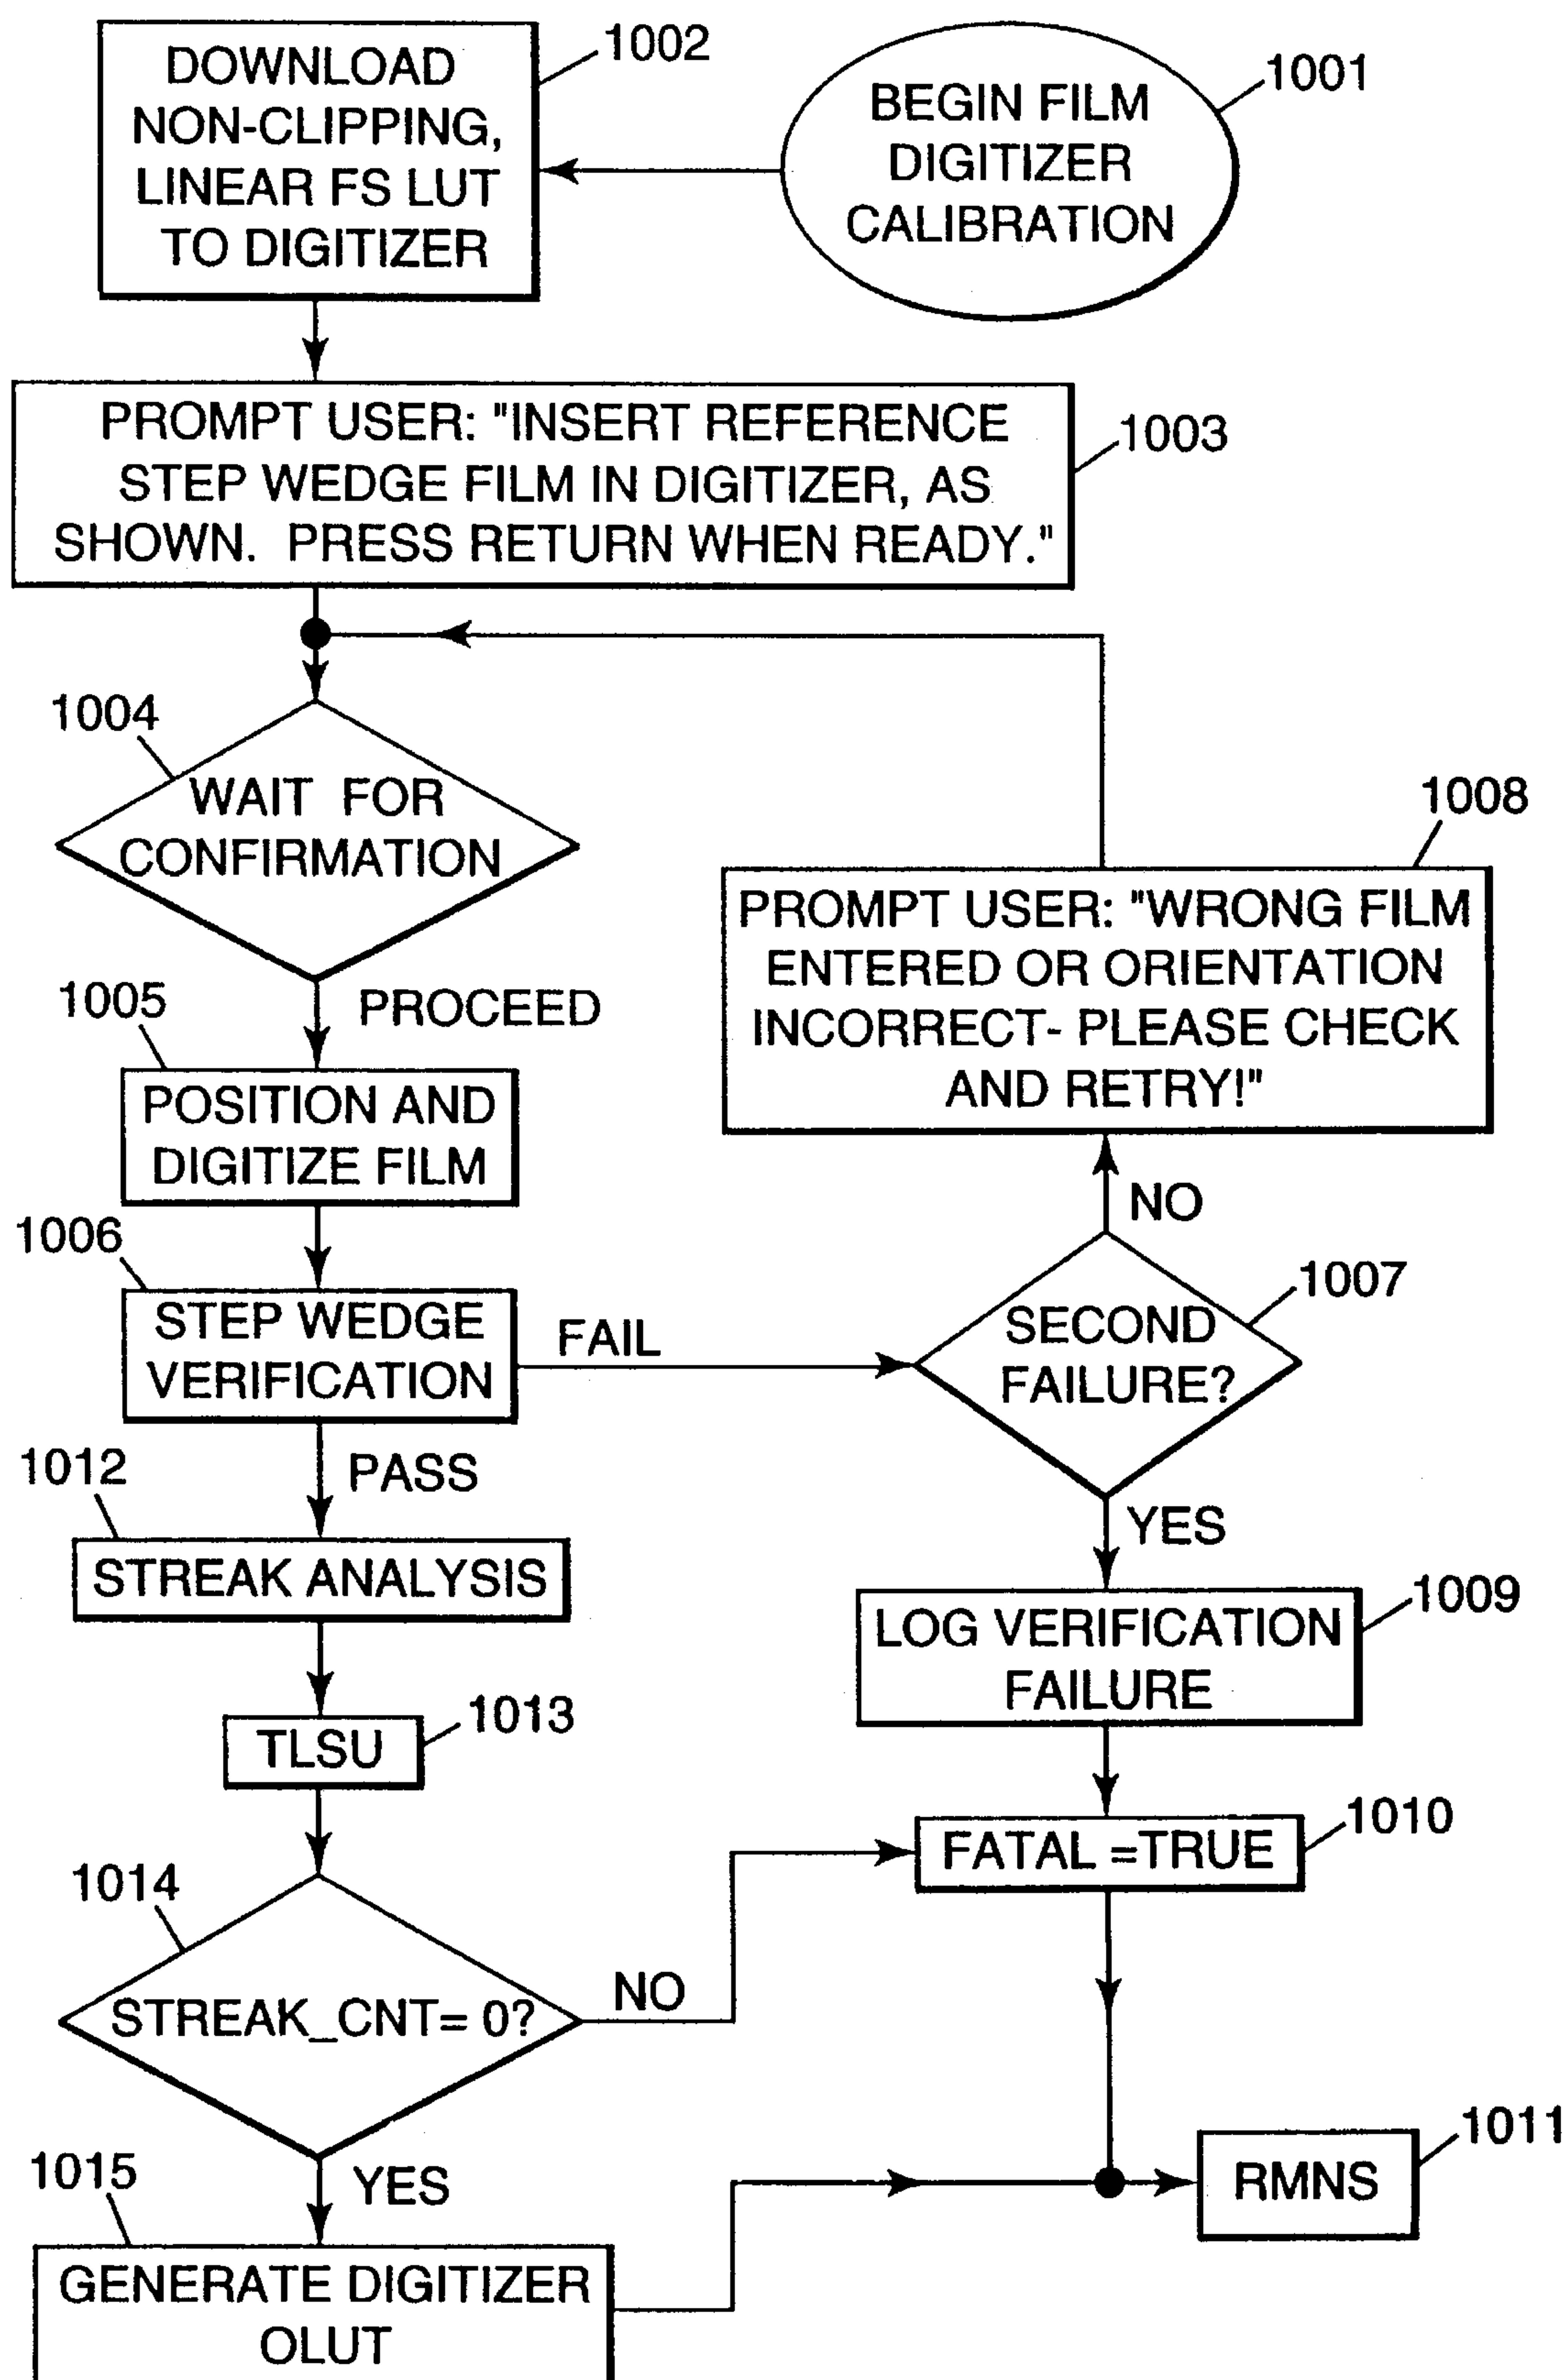 1001
BEGIN FILM
DIGITIZER
CALIBRATION
1002
DOWNLOAD
NON-CLIPPING,
LINEAR FS LUT
TO DIGITIZER
1003
PROMPT USER: "INSERT REFERENCE
STEP WEDGE FILM IN DIGITIZER, AS
SHOWN. PRESS RETURN WHEN READY."
1004
WAIT FOR
CONFIRMATION
PROCEED
1005
POSITION AND
DIGITIZE FILM
1006
STEP WEDGE
VERIFICATION
FAIL
1007
SECOND
FAILURE?
NO
1008
PROMPT USER: "WRONG FILM
ENTERED OR ORIENTATION
INCORRECT- PLEASE CHECK
AND RETRY!"
YES
1009
LOG VERIFICATION
FAILURE
1010
FATAL =TRUE
PASS
1012
STREAK ANALYSIS
1013
TLSU
1014
STREAK_CNT= 0?
NO
YES
1015
GENERATE DIGITIZER
OLUT
1011
RMNS